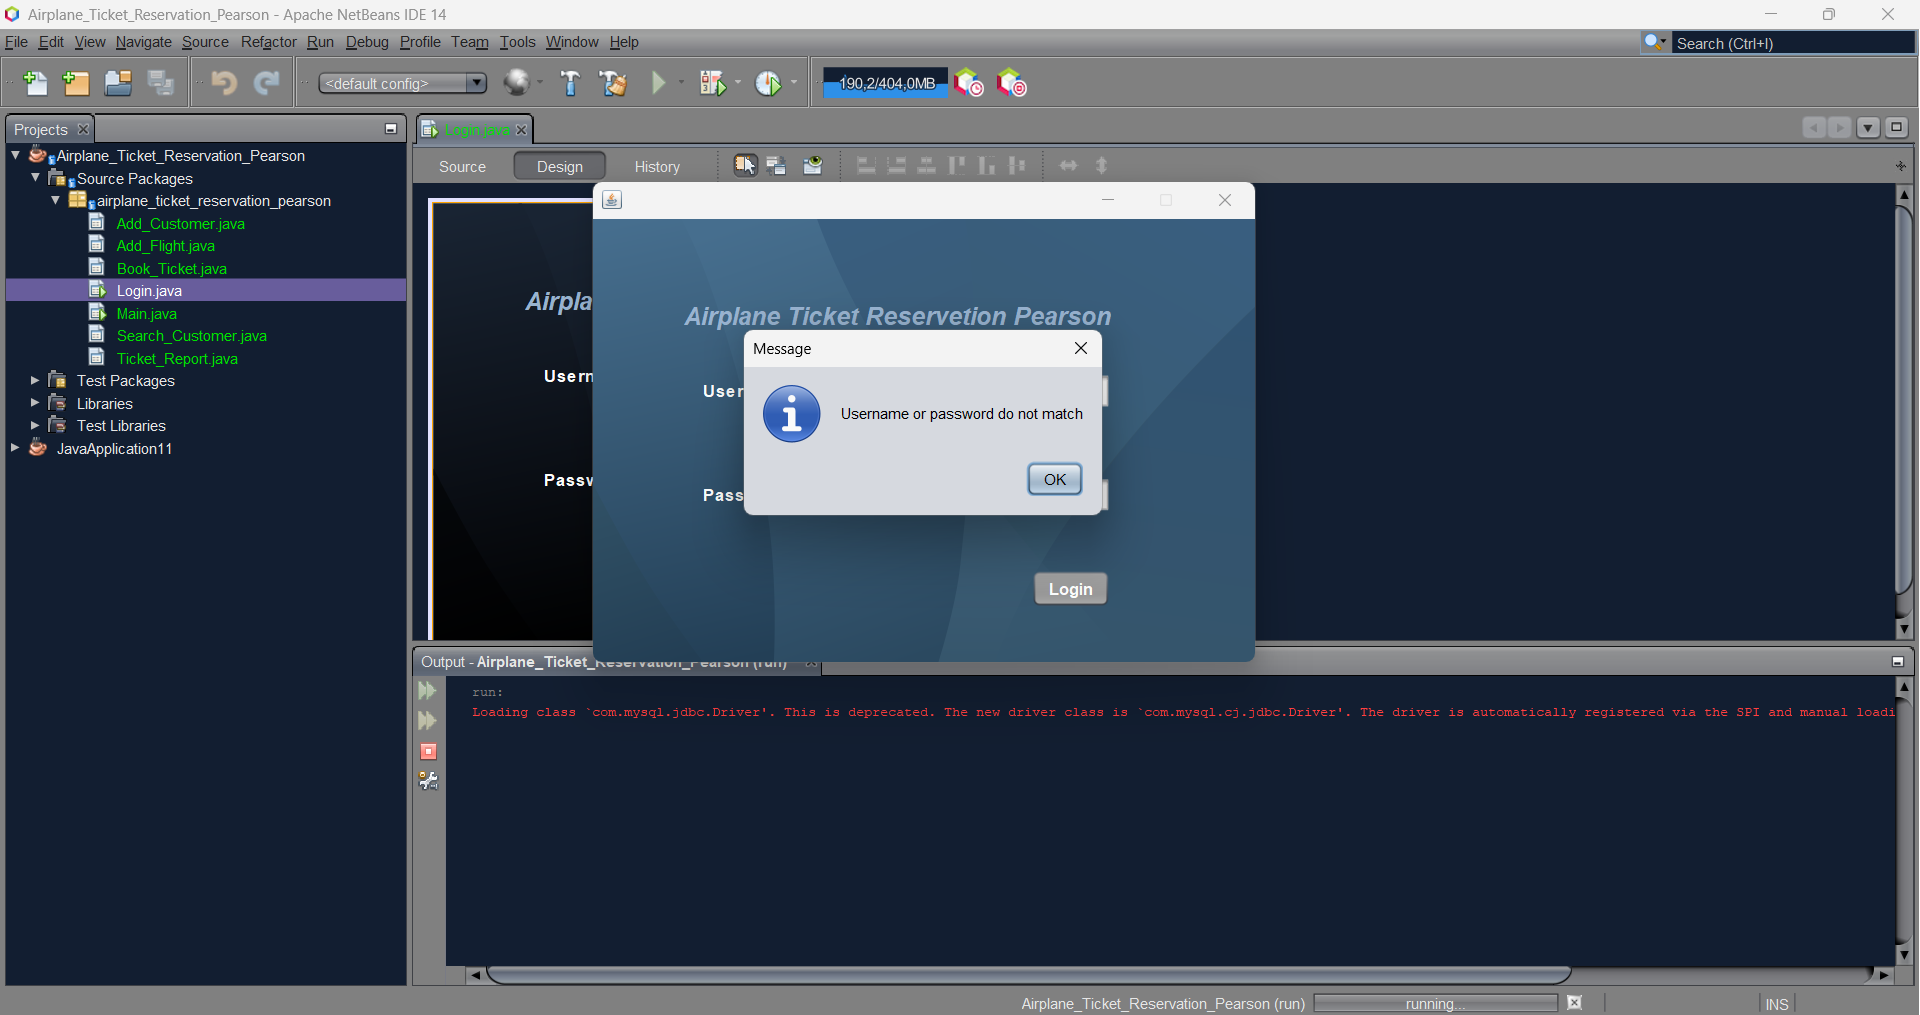 Airplane_Ticket_Reservation_Pearson - Apache NetBeans IDE 14
File Edit View Navigate Source Refactor Run Debug Profile Team Tools Window Help
Search (Ctrl+I)
<default config>
190,2/404,0MB
Projects
Login.java
Airplane_Ticket_Reservation_Pearson
Source Packages
airplane_ticket_reservation_pearson
Add_Customer.java
Add_Flight.java
Book_Ticket.java
Login.java
Main.java
Search_Customer.java
Ticket_Report.java
Test Packages
Libraries
Test Libraries
JavaApplication11
Source Design History
Airpla
Usern
Passw
Airplane Ticket Reservetion Pearson
User
Pass
Message
Username or password do not match
OK
Login
Output - Airplane_Ticket_Reservation_Pearson (run)
run:
Loading class `com.mysql.jdbc.Driver'. This is deprecated. The new driver class is `com.mysql.cj.jdbc.Driver'. The driver is automatically registered via the SPI and manual loadi
Airplane_Ticket_Reservation_Pearson (run)
running...
INS